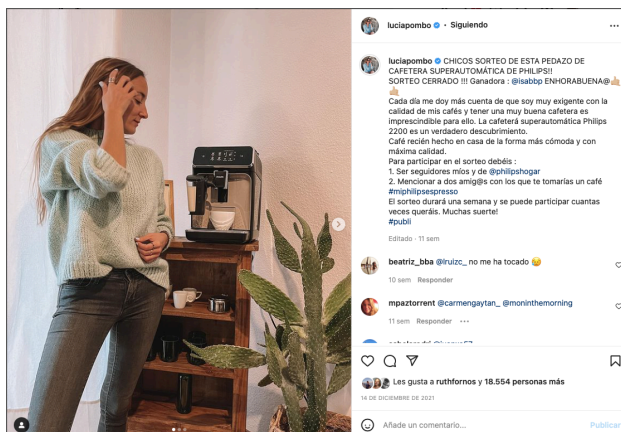 luciapombo • Siguiendo
luciapombo CHICOS SORTEO DE ESTA PEDAZO DE
CAFETERA SUPERAUTOMÁTICA DE PHILIPS!!
SORTEO CERRADO !!! Ganadora : @isabbp ENHORABUENA@🤙🏼
🤙🏼
Cada día me doy más cuenta de que soy muy exigente con la
calidad de mis cafés y tener una muy buena cafetera es
imprescindible para ello. La cafeterá superautomática Philips
2200 es un verdadero descubrimiento.
Café recién hecho en casa de la forma más cómoda y con
máxima calidad.
Para participar en el sorteo debéis :
1. Ser seguidores míos y de @philipshogar
2. Mencionar a dos amig@s con los que te tomarías un café
#miphilipsespresso
El sorteo durará una semana y se puede participar cuantas
veces queráis. Muchas suerte!
#publi
Editado · 11 sem
beatriz_bba @lruizc_ no me ha tocado 😢
10 sem Responder
mpaztorrent @carmengaytan_ @moninthemorning
11 sem Responder •••
Les gusta a ruthfornos y 18.554 personas más
14 DE DICIEMBRE DE 2021
Añade un comentario...
Publicar